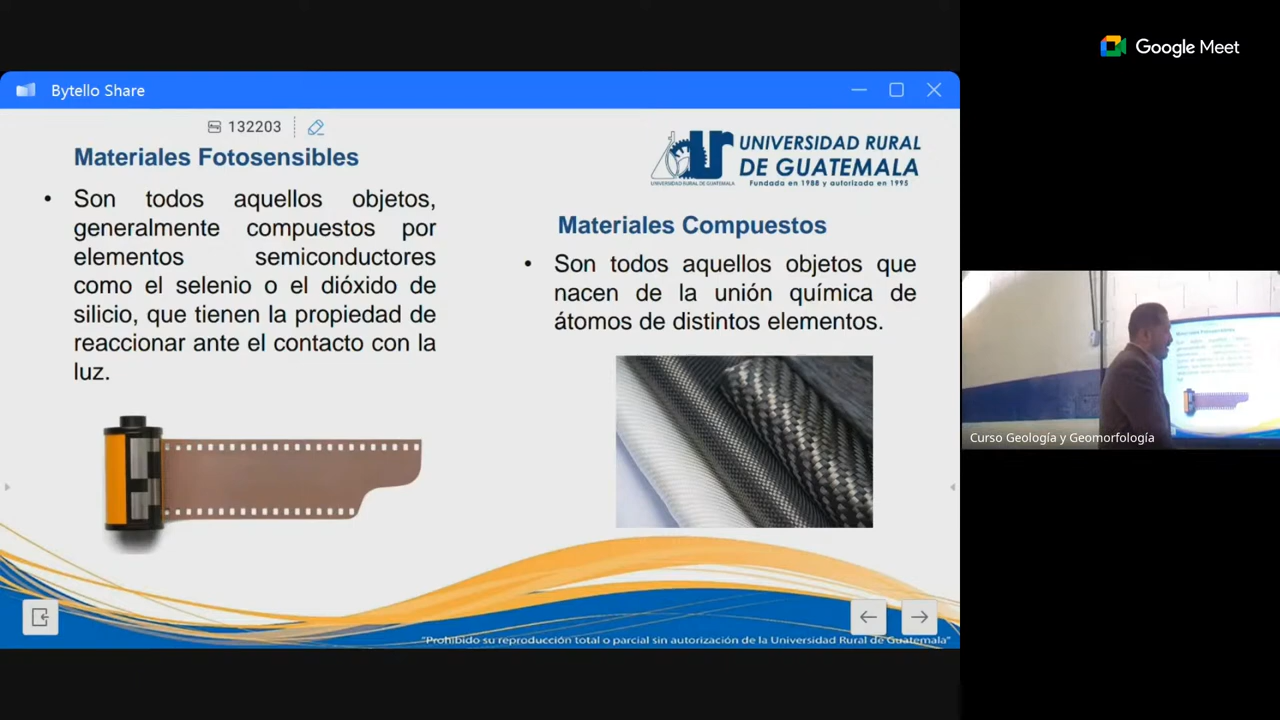 Google Meet
Bytello Share
132203
Materiales Fotosensibles
• Son todos aquellos objetos,
generalmente compuestos por
elementos semiconductores
como el selenio o el dióxido de
silicio, que tienen la propiedad de
reaccionar ante el contacto con la
luz.
UNIVERSIDAD RURAL
DE GUATEMALA
Fundada en 1988 y autorizada en 1995
UNIVERSIDAD RURAL DE GUATEMALA
Materiales Compuestos
• Son todos aquellos objetos que
nacen de la unión química de
átomos de distintos elementos.
"Prohibido su reproducción total o parcial sin autorización de la Universidad Rural de Guatemala"
Curso Geología y Geomorfología